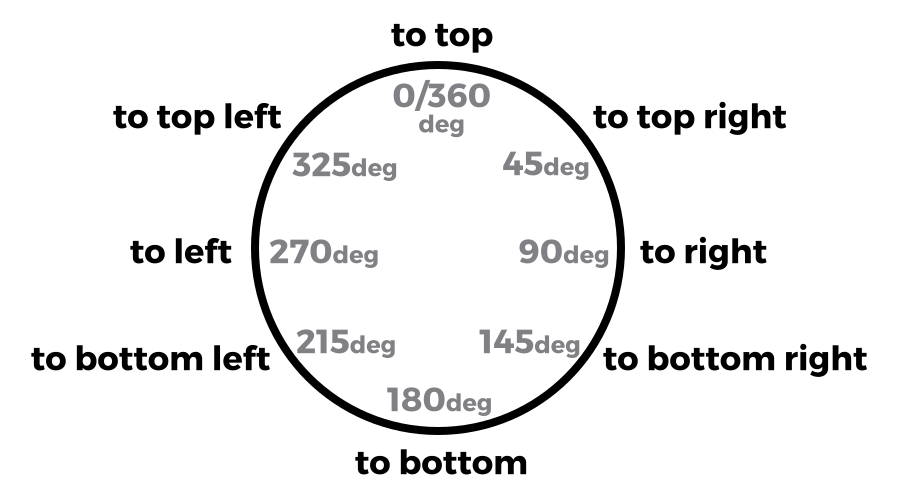 to top
0/360
deg
to top left
to top right
325deg
45deg
to left
270deg
90deg
to right
215deg
145deg
to bottom left
to bottom right
180deg
to bottom